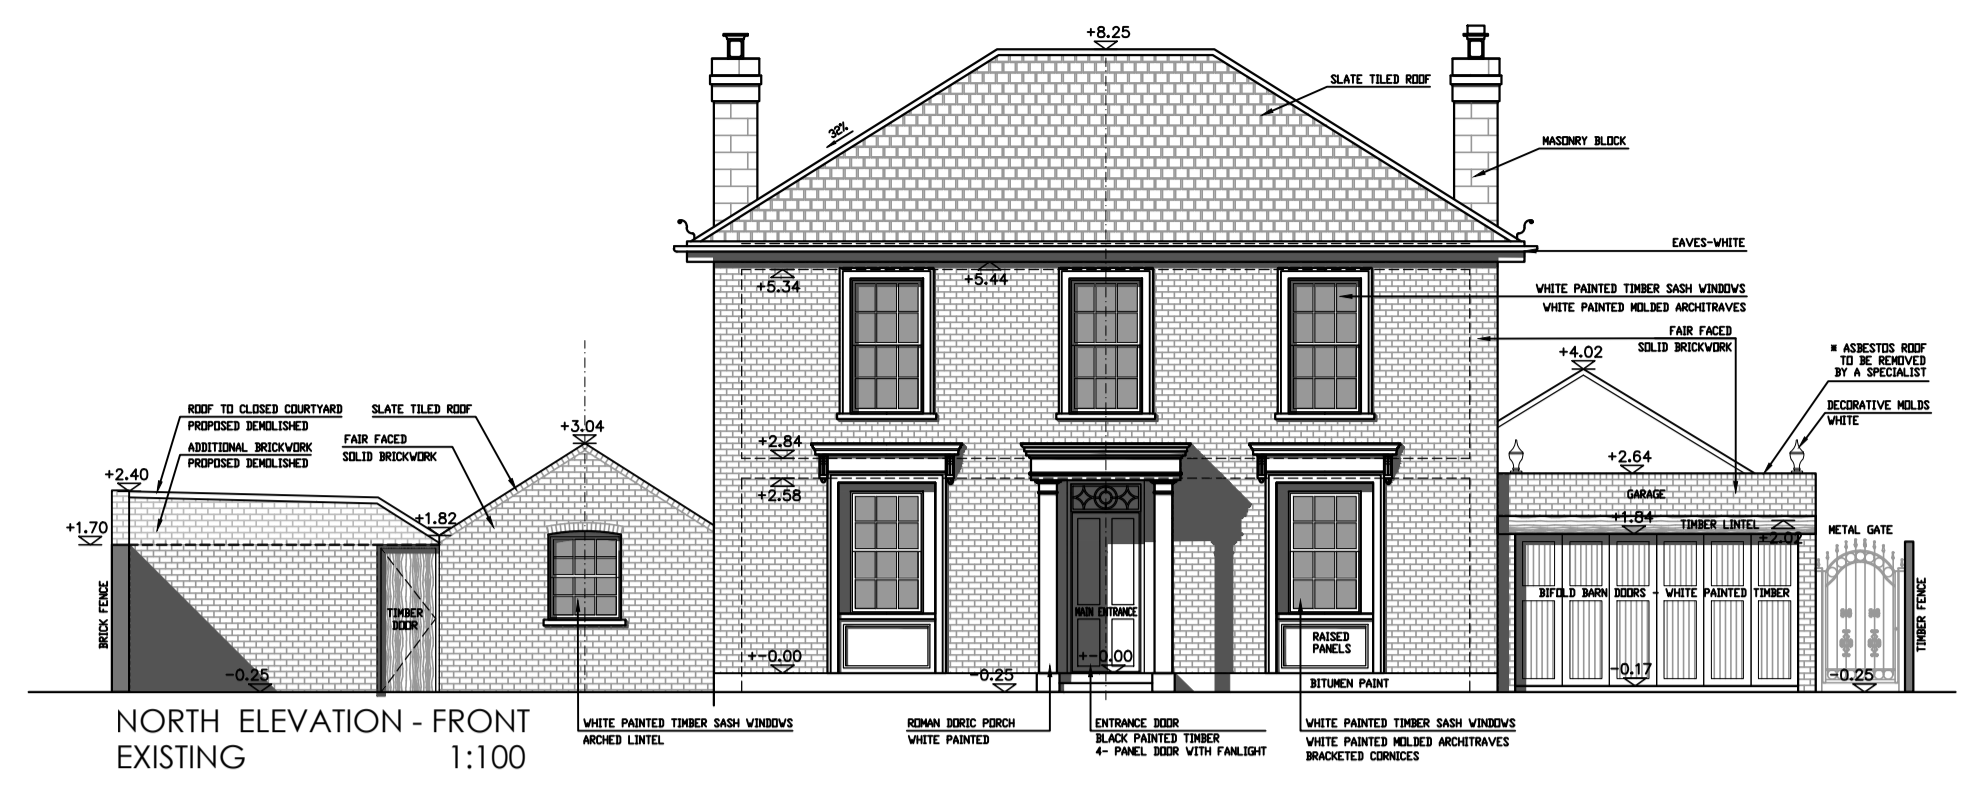 +8.25
SLATE TILED ROOF
32%
MASONRY BLOCK
EAVES-WHITE
+5.34
+5.44
WHITE PAINTED TIMBER SASH WINDOWS
WHITE PAINTED MOLDED ARCHITRAVES
FAIR FACED
SOLID BRICKWORK
* ASBESTOS ROOF
TO BE REMOVED
BY A SPECIALIST
+4.02
DECORATIVE MOLDS
WHITE
ROOF TO CLOSED COURTYARD
PROPOSED DEMOLISHED
SLATE TILED ROOF
+3.04
ADDITIONAL BRICKWORK
PROPOSED DEMOLISHED
FAIR FACED
SOLID BRICKWORK
+2.84
+2.64
+2.40
+2.58
GARAGE
+1.82
+1.84
TIMBER LINTEL
+1.70
+2.02
METAL GATE
BRICK FENCE
TIMBER
DOOR
MAIN ENTRANCE
BIFOLD BARN DOORS - WHITE PAINTED TIMBER
TIMBER FENCE
RAISED
PANELS
+-0.00
+-0.00
-0.25
-0.25
-0.17
-0.25
BITUMEN PAINT
NORTH ELEVATION - FRONT
EXISTING 1:100
WHITE PAINTED TIMBER SASH WINDOWS
ARCHED LINTEL
ROMAN DORIC PORCH
WHITE PAINTED
ENTRANCE DOOR
BLACK PAINTED TIMBER
4- PANEL DOOR WITH FANLIGHT
WHITE PAINTED TIMBER SASH WINDOWS
WHITE PAINTED MOLDED ARCHITRAVES
BRACKETED CORNICES